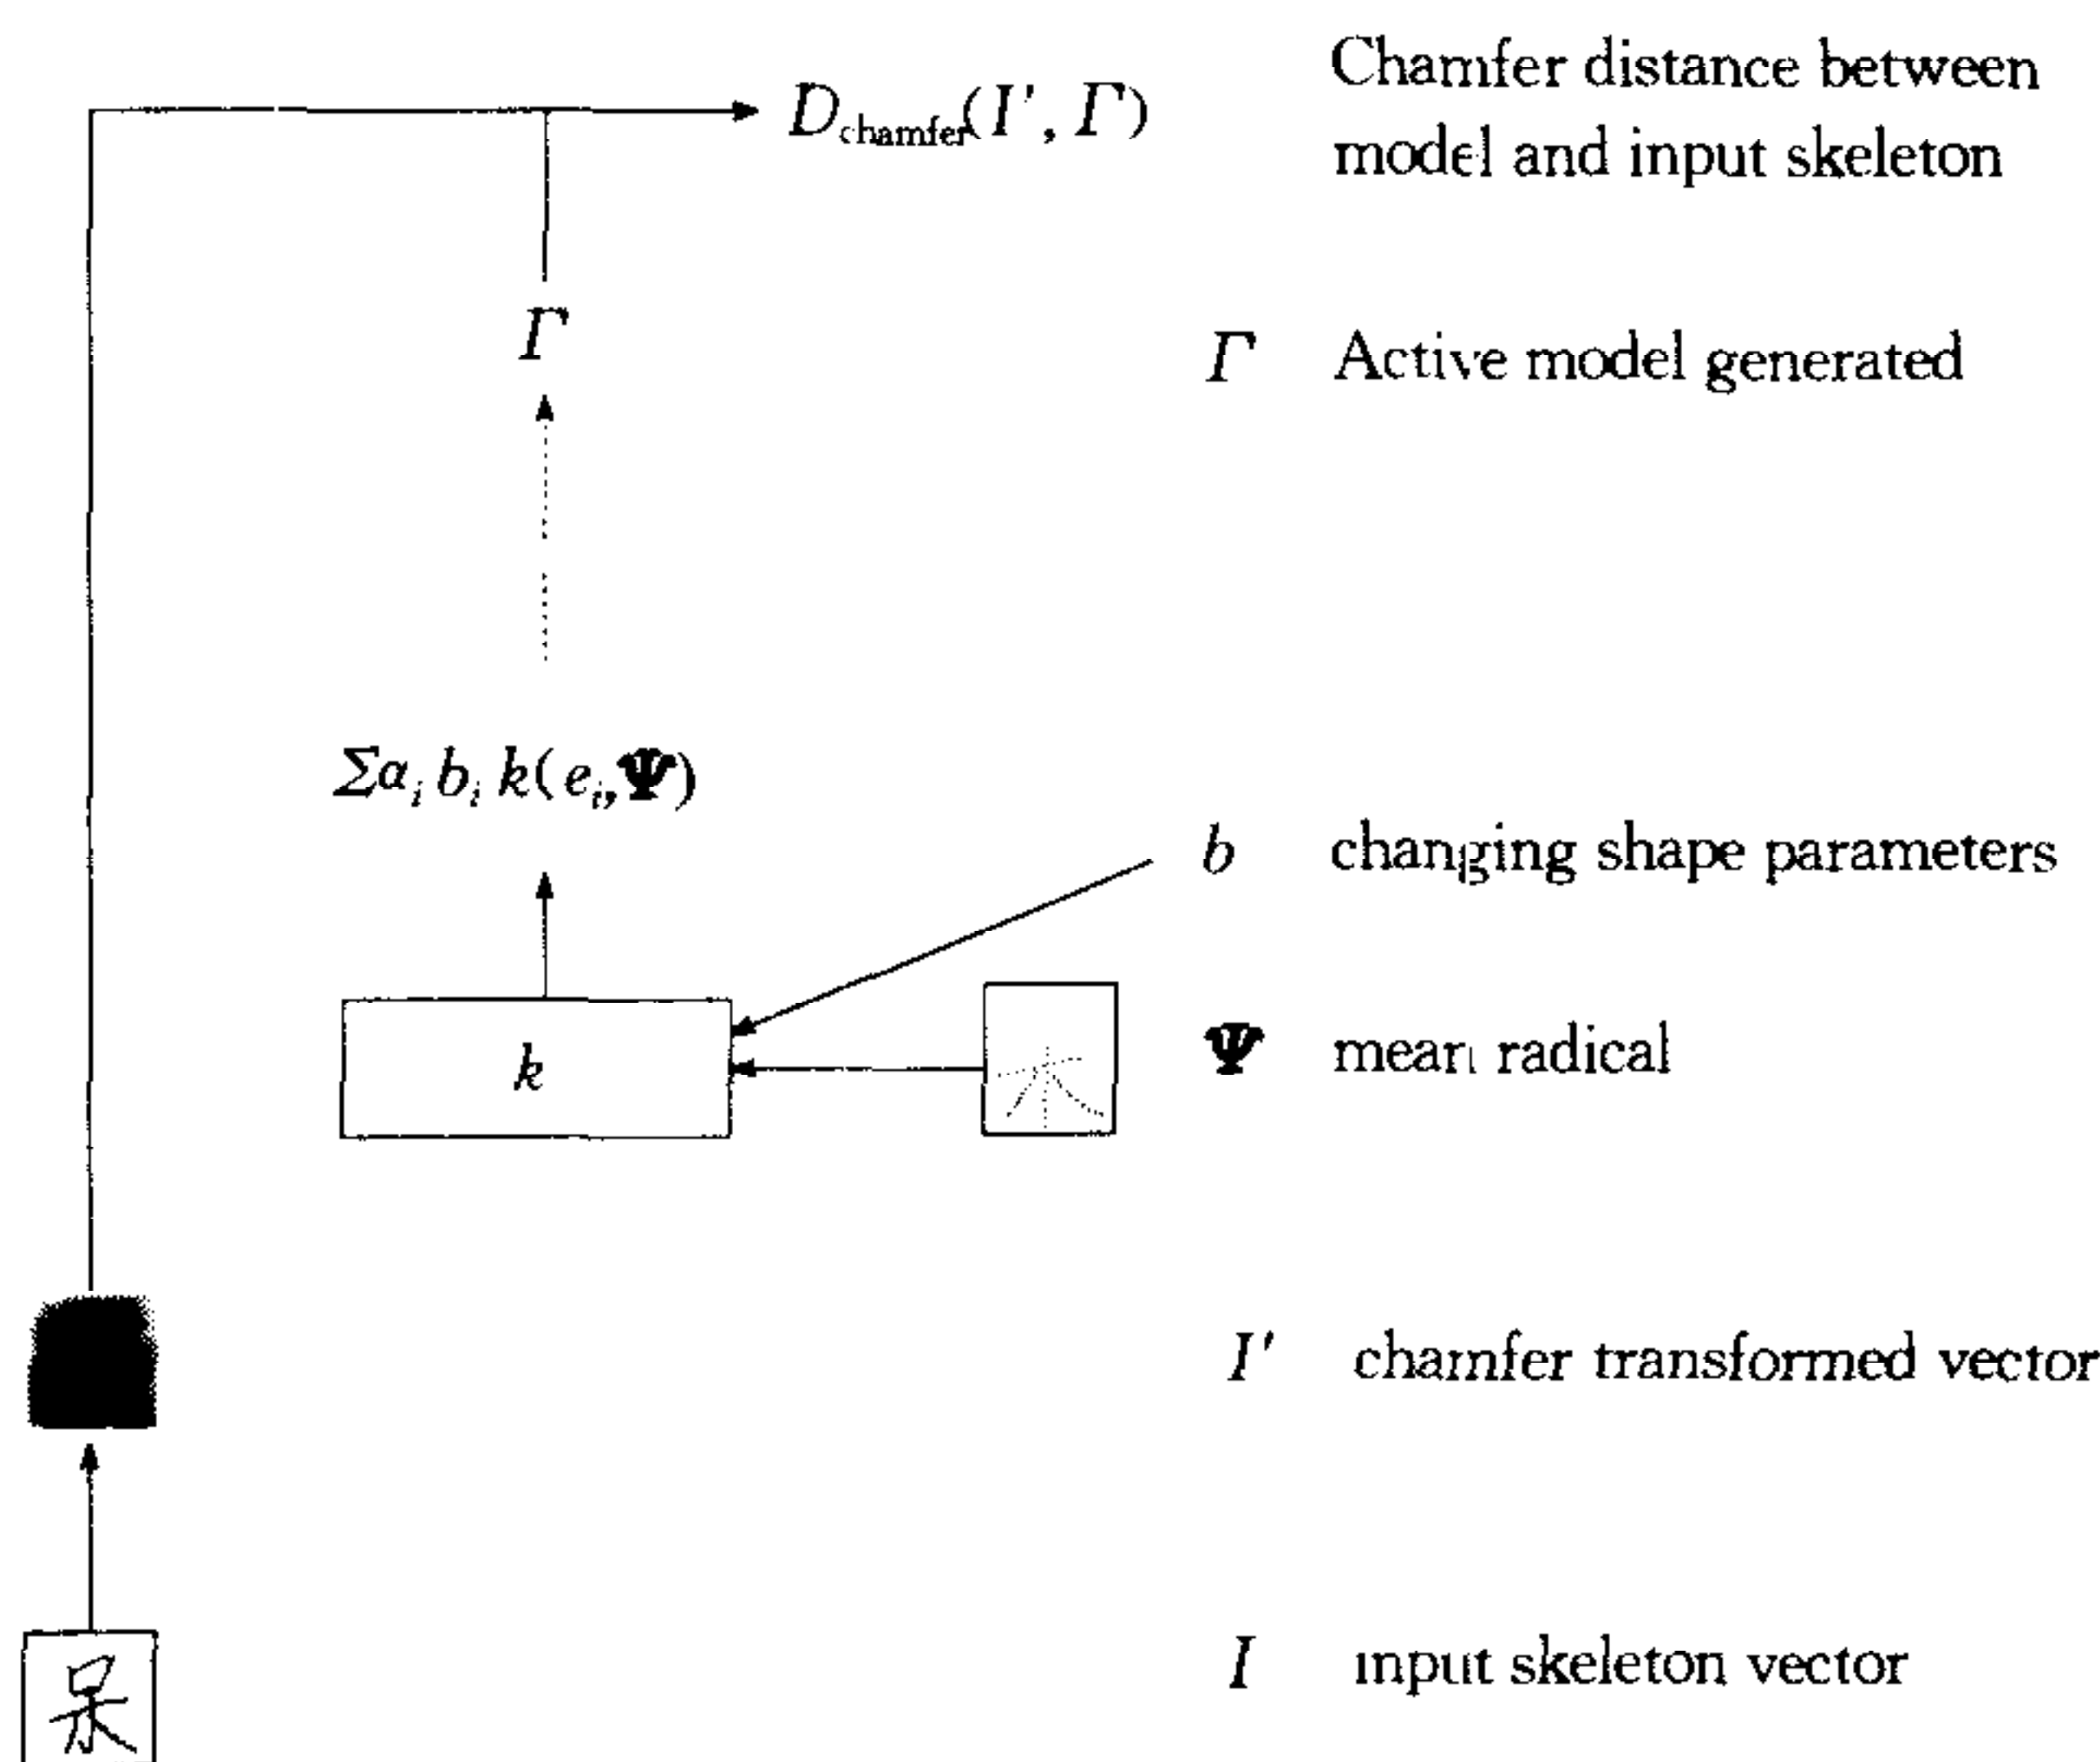 D_chamfer(I', Γ) Chamfer distance between
model and input skeleton
Γ
Γ Active model generated
Σα_i b_i k(e_i, Ψ)
b changing shape parameters
k
Ψ mean radical
I' chamfer transformed vector
I input skeleton vector
呆